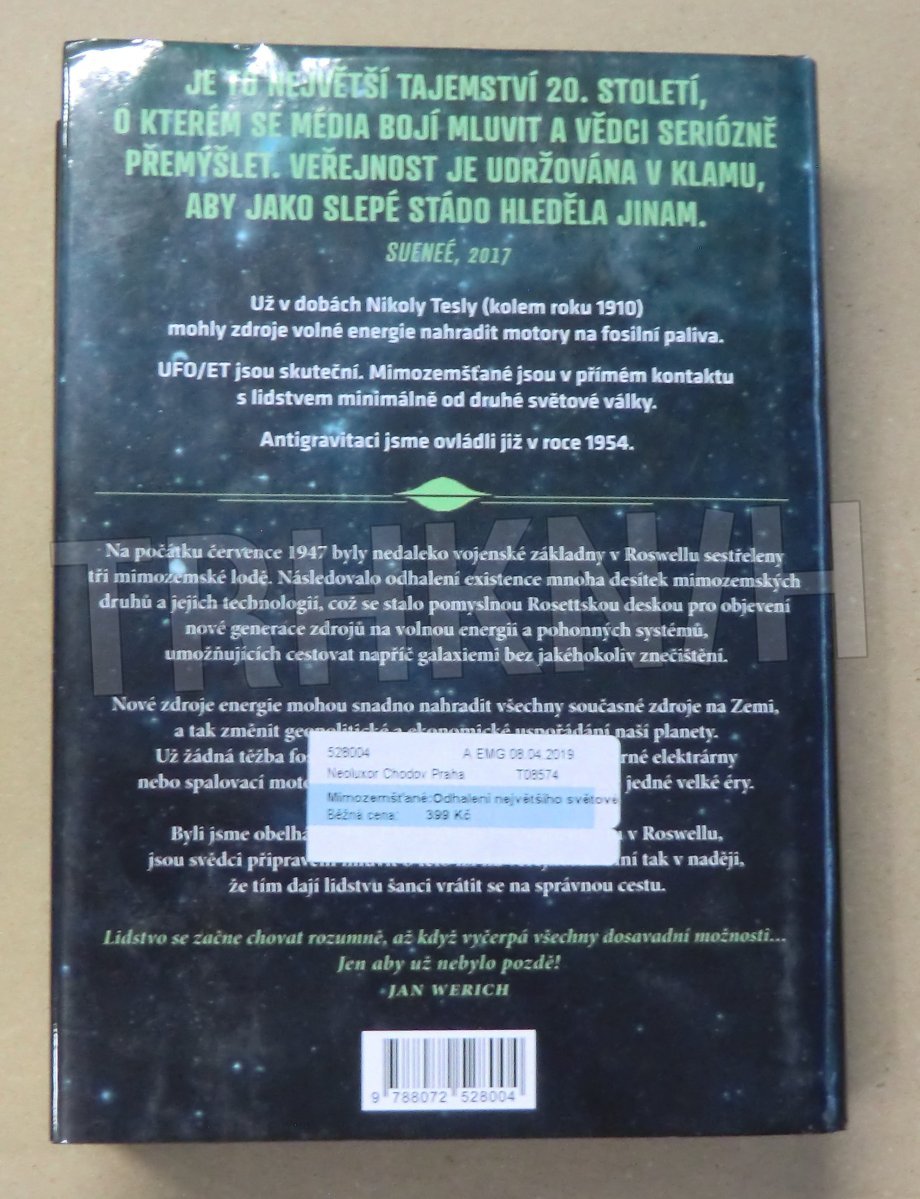 JE TO NEJVĚTŠÍ TAJEMSTVÍ 20. STOLETÍ,
O KTERÉM SE MÉDIA BOJÍ MLUVIT A VĚDCI SERIÓZNĚ
PŘEMÝŠLET. VEŘEJNOST JE UDRŽOVÁNA V KLAMU,
ABY JAKO SLEPÉ STÁDO HLEDĚLA JINAM.
SUENEÉ, 2017
Už v dobách Nikoly Tesly (kolem roku 1910)
mohly zdroje volné energie nahradit motory na fosilní paliva.
UFO/ET jsou skuteční. Mimozemšťané jsou v přímém kontaktu
s lidstvem minimálně od druhé světové války.
Antigravitaci jsme ovládli již v roce 1954.
TRHKNIH
Na počátku července 1947 byly nedaleko vojenské základny v Roswellu sestřeleny
tři mimozemské lodě. Následovalo odhalení existence mnoha desítek mimozemských
druhů a jejich technologií, což se stalo pomyslnou Rosettskou deskou pro objevení
nové generace zdrojů na volnou energii a pohonných systémů,
umožňujících cestovat napříč galaxiemi bez jakéhokoliv znečištění.
Nové zdroje energie mohou snadno nahradit všechny současné zdroje na Zemi,
a tak změnit geopolitické a ekonomické uspořádání naší planety.
Už žádná těžba elektrárny
nebo spalovací jedné velké éry.
528004 A EMG 08.04.2019
Neoluxor Chodov Praha T08574
Mimozemšťané:Odhalení největšího světové
Běžná cena: 399 Kč
Byli jsme v Roswellu,
jsou svědci tak v naději,
že tím dají lidstvu šanci vrátit se na správnou cestu.
Lidstvo se začne chovat rozumně, až když vyčerpá všechny dosavadní možnosti...
Jen aby už nebylo pozdě!
JAN WERICH
9 788072 528004